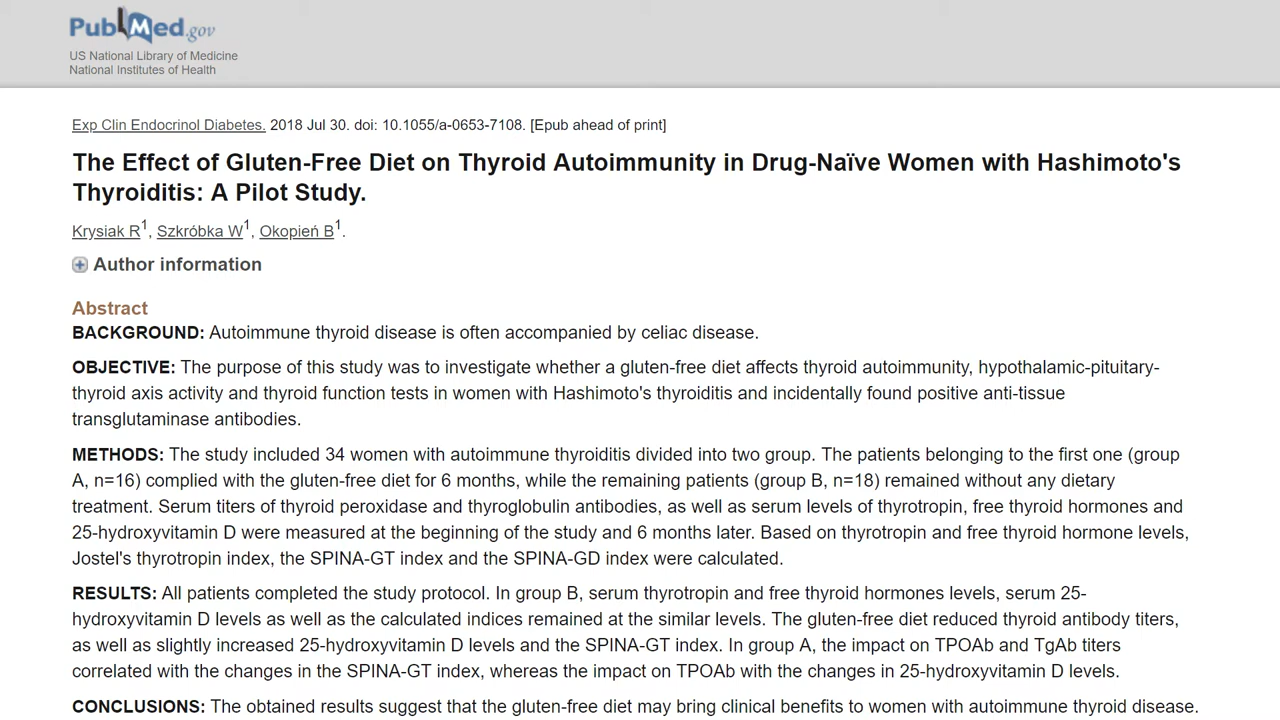 PubMed.gov
US National Library of Medicine
National Institutes of Health
Exp Clin Endocrinol Diabetes. 2018 Jul 30. doi: 10.1055/a-0653-7108. [Epub ahead of print]
The Effect of Gluten-Free Diet on Thyroid Autoimmunity in Drug-Naïve Women with Hashimoto's
Thyroiditis: A Pilot Study.
Krysiak R1, Szkróbka W1, Okopień B1.
Author information
Abstract
BACKGROUND: Autoimmune thyroid disease is often accompanied by celiac disease.
OBJECTIVE: The purpose of this study was to investigate whether a gluten-free diet affects thyroid autoimmunity, hypothalamic-pituitary-
thyroid axis activity and thyroid function tests in women with Hashimoto's thyroiditis and incidentally found positive anti-tissue
transglutaminase antibodies.
METHODS: The study included 34 women with autoimmune thyroiditis divided into two group. The patients belonging to the first one (group
A, n=16) complied with the gluten-free diet for 6 months, while the remaining patients (group B, n=18) remained without any dietary
treatment. Serum titers of thyroid peroxidase and thyroglobulin antibodies, as well as serum levels of thyrotropin, free thyroid hormones and
25-hydroxyvitamin D were measured at the beginning of the study and 6 months later. Based on thyrotropin and free thyroid hormone levels,
Jostel's thyrotropin index, the SPINA-GT index and the SPINA-GD index were calculated.
RESULTS: All patients completed the study protocol. In group B, serum thyrotropin and free thyroid hormones levels, serum 25-
hydroxyvitamin D levels as well as the calculated indices remained at the similar levels. The gluten-free diet reduced thyroid antibody titers,
as well as slightly increased 25-hydroxyvitamin D levels and the SPINA-GT index. In group A, the impact on TPOAb and TgAb titers
correlated with the changes in the SPINA-GT index, whereas the impact on TPOAb with the changes in 25-hydroxyvitamin D levels.
CONCLUSIONS: The obtained results suggest that the gluten-free diet may bring clinical benefits to women with autoimmune thyroid disease.